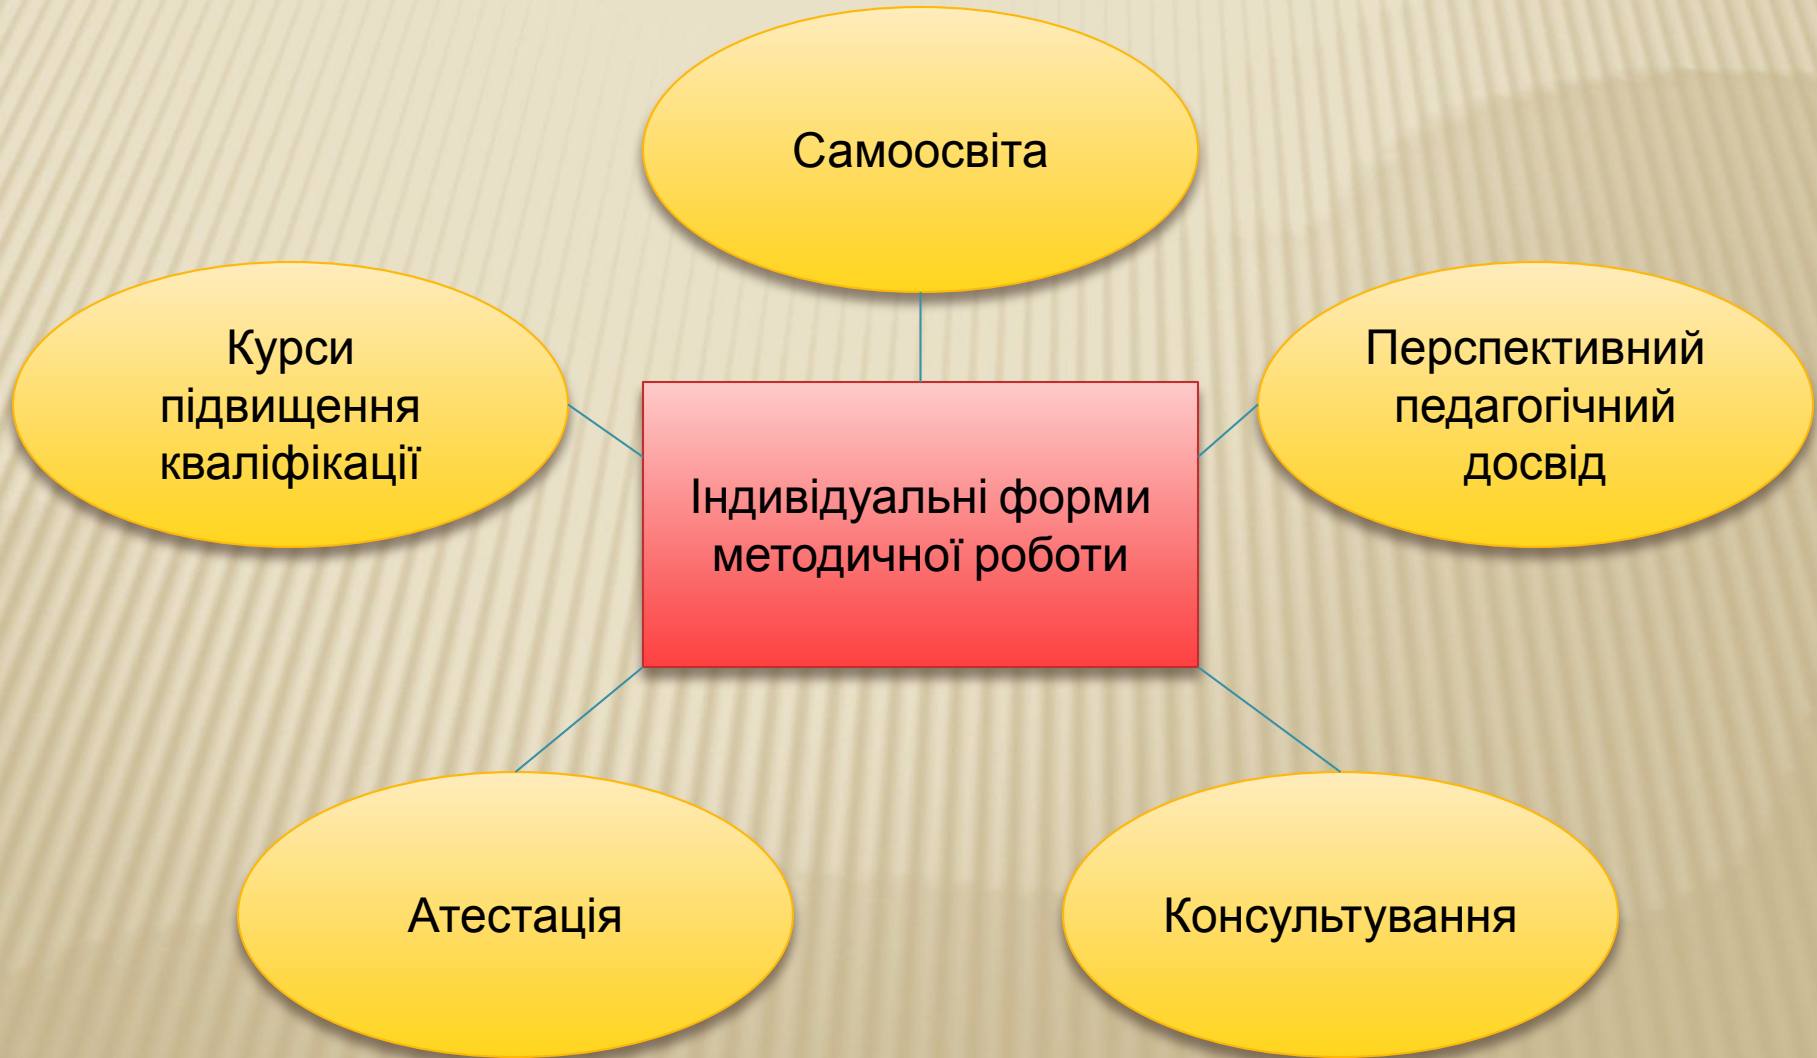 Самоосвіта
Курси
підвищення
кваліфікації
Перспективний
педагогічний
досвід
Індивідуальні форми
методичної роботи
Атестація
Консультування